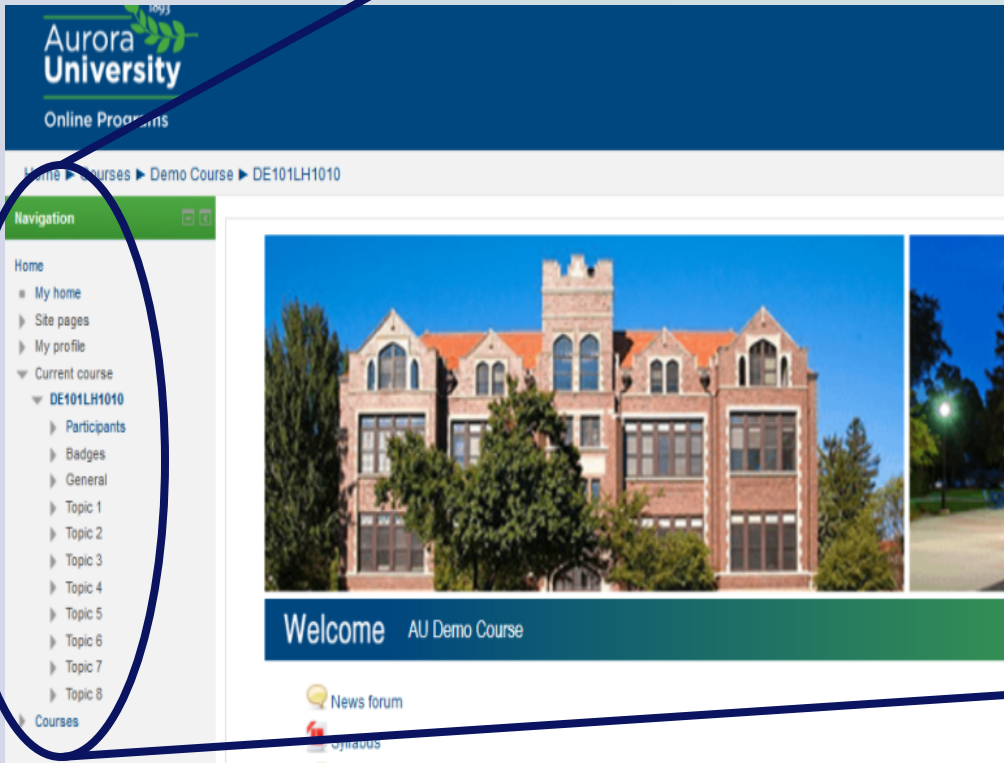 1893
Aurora
University
Online Programs
Home ► Courses ► Demo Course ► DE101LH1010
Navigation
Home
My home
Site pages
My profile
Current course
DE101LH1010
Participants
Badges
General
Topic 1
Topic 2
Topic 3
Topic 4
Topic 5
Topic 6
Topic 7
Topic 8
Courses
Welcome AU Demo Course
News forum
Syllabus